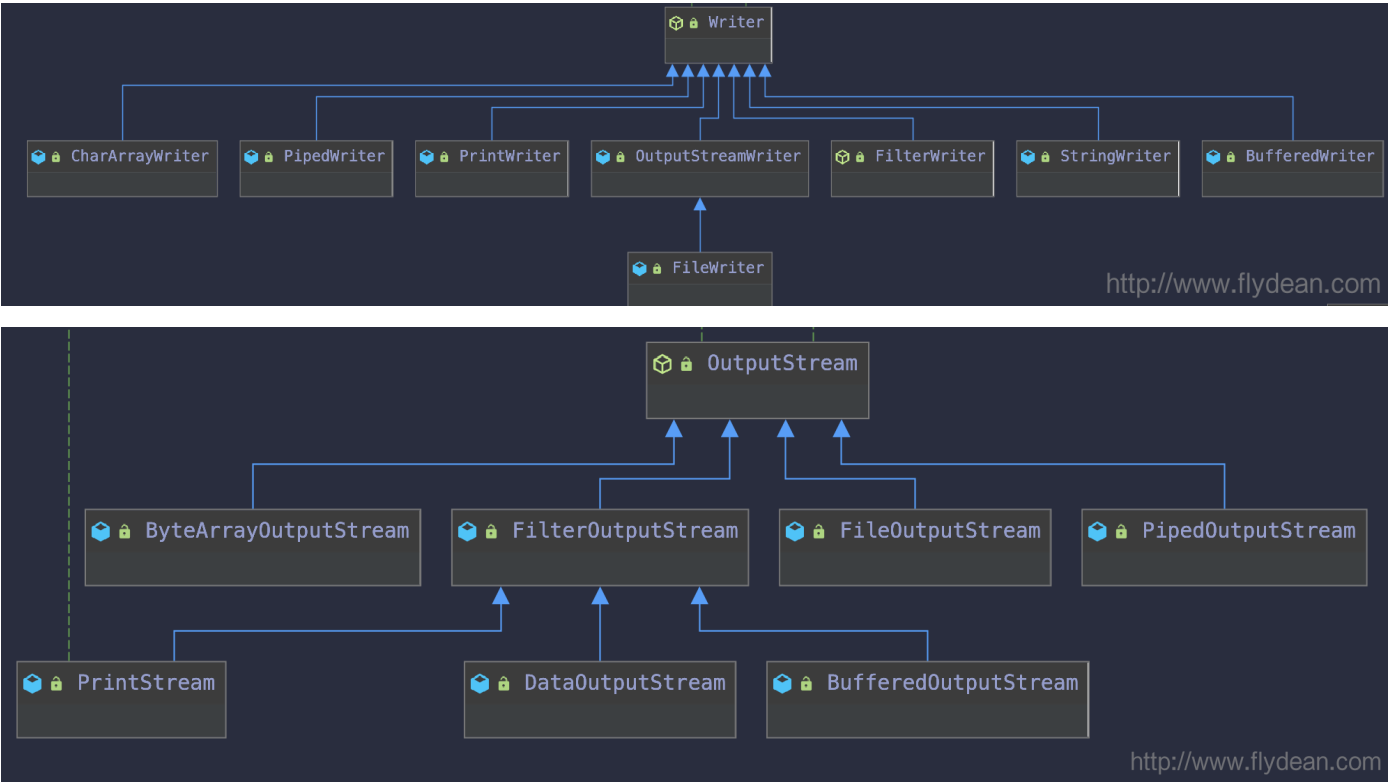 Writer
CharArrayWriter
PipedWriter
PrintWriter
OutputStreamWriter
FilterWriter
StringWriter
BufferedWriter
FileWriter
http://www.flydean.com
OutputStream
ByteArrayOutputStream
FilterOutputStream
FileOutputStream
PipedOutputStream
PrintStream
DataOutputStream
BufferedOutputStream
http://www.flydean.com